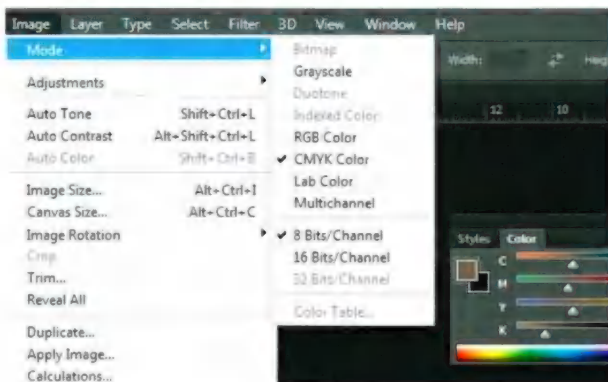 Image Layer Type Select Filter 3D View Window Help
Mode
Adjustments
Auto Tone Shift+Ctrl+L
Auto Contrast Alt+Shift+Ctrl+L
Auto Color Shift+Ctrl+B
Image Size... Alt+Ctrl+I
Canvas Size... Alt+Ctrl+C
Image Rotation
Crop
Trim...
Reveal All
Duplicate...
Apply Image...
Calculations...
Bitmap
Grayscale
Duotone
Indexed Color
RGB Color
CMYK Color
Lab Color
Multichannel
8 Bits/Channel
16 Bits/Channel
32 Bits/Channel
Color Table...
Width:
12 10
Styles Color
C
M
Y
K